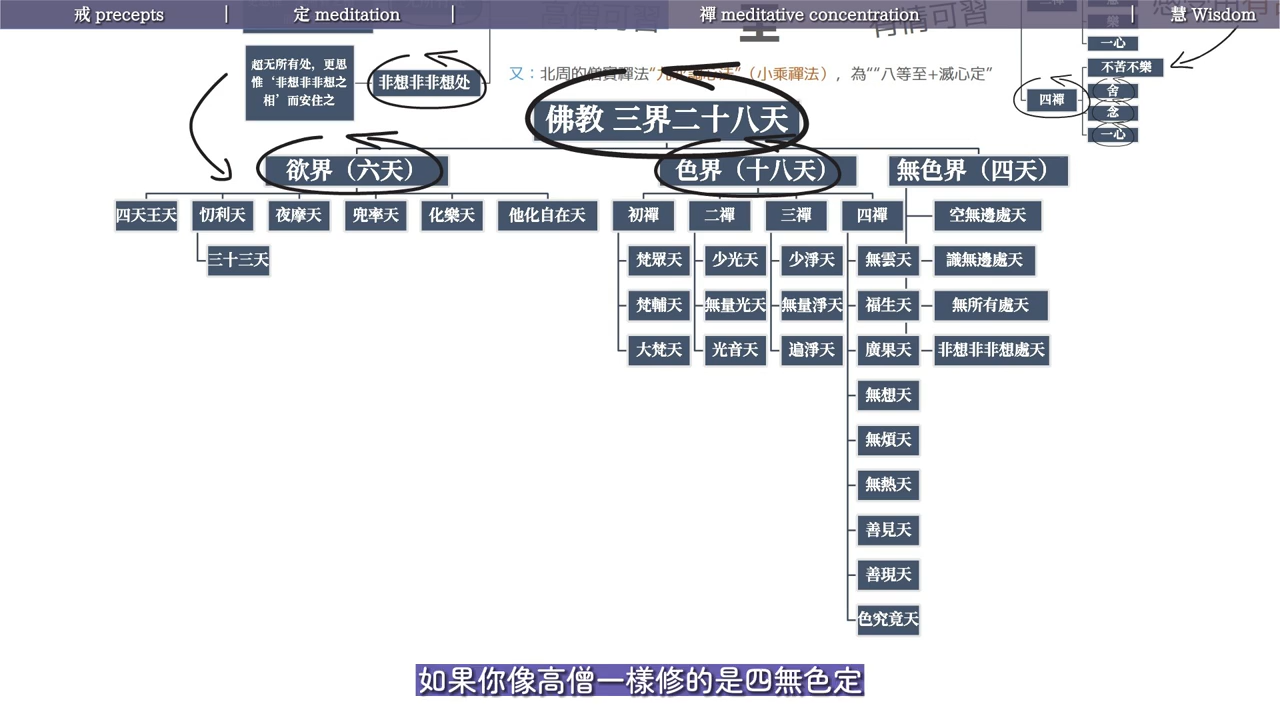 戒 precepts | 定 meditation | 禪 meditative concentration | 慧 Wisdom
一心
超无所有处，更思
惟‘非想非非想之
相’而安住之
非想非非想处
又：北周的僧實禪法
（小乘禪法），為““八等至+滅心定”
不苦不樂
四禪
舍
念
一心
佛教 三界二十八天
欲界（六天）
色界（十八天）
無色界（四天）
四天王天 忉利天 夜摩天 兜率天 化樂天 他化自在天 初禪 二禪 三禪 四禪 空無邊處天
三十三天 梵眾天 少光天 少淨天 無雲天 識無邊處天
梵輔天 無量光天 無量淨天 福生天 無所有處天
大梵天 光音天 遍淨天 廣果天 非想非非想處天
無想天
無煩天
無熱天
善見天
善現天
色究竟天
如果你像高僧一樣修的是四無色定